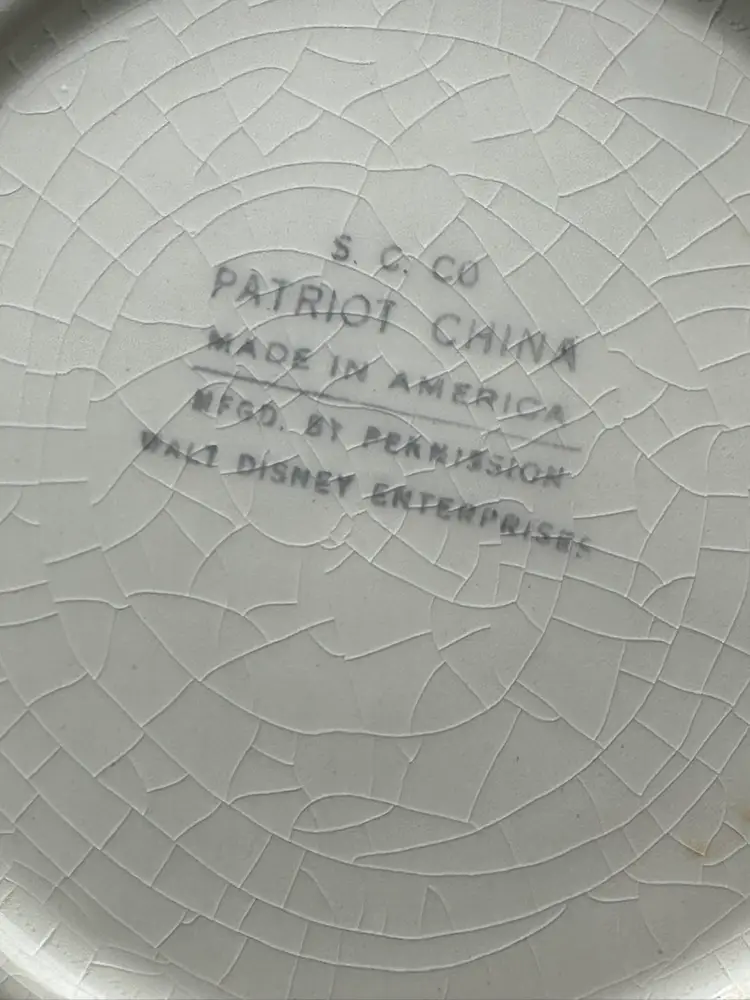 S. C. CO
PATRIOT CHINA
MADE IN AMERICA
MFGD. BY PERMISSION
WALT DISNEY ENTERPRISES